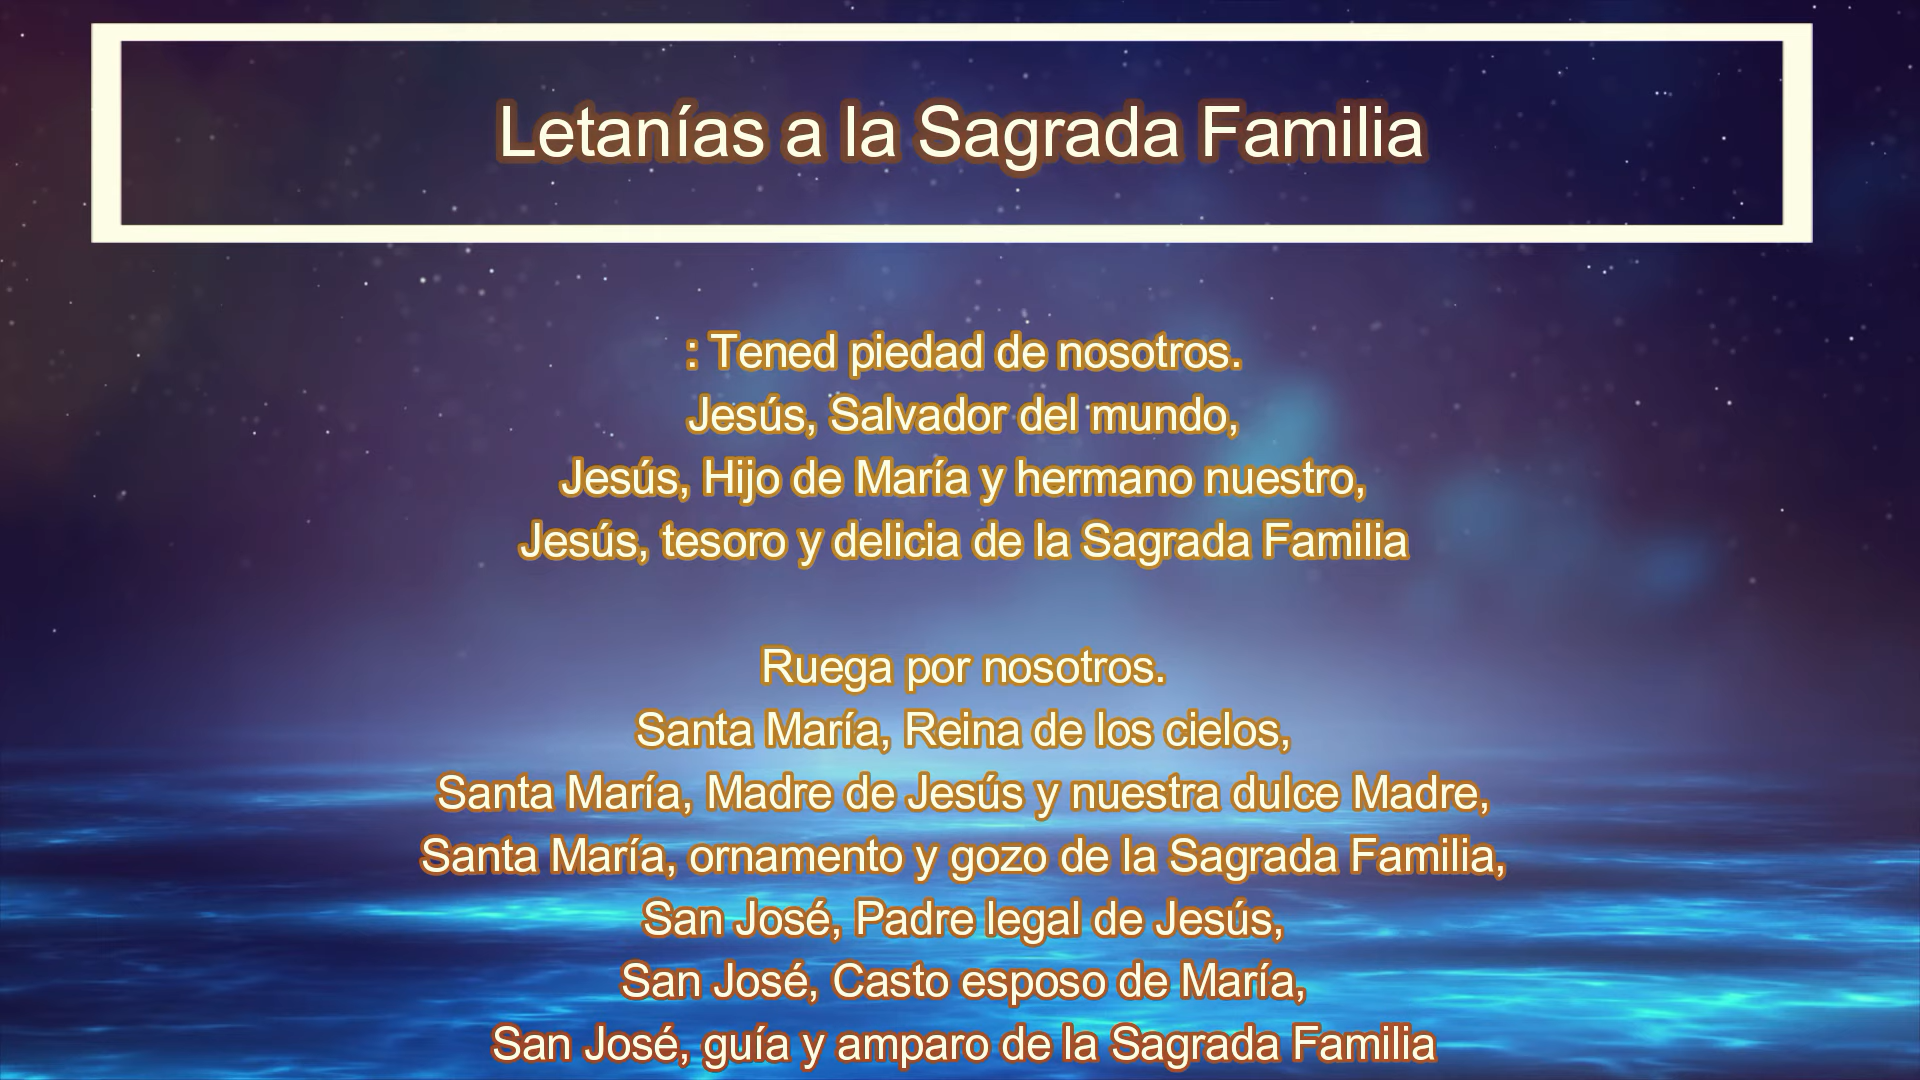 Letanías a la Sagrada Familia
: Tened piedad de nosotros.
Jesús, Salvador del mundo,
Jesús, Hijo de María y hermano nuestro,
Jesús, tesoro y delicia de la Sagrada Familia
Ruega por nosotros.
Santa María, Reina de los cielos,
Santa María, Madre de Jesús y nuestra dulce Madre,
Santa María, ornamento y gozo de la Sagrada Familia,
San José, Padre legal de Jesús,
San José, Casto esposo de María,
San José, guía y amparo de la Sagrada Familia